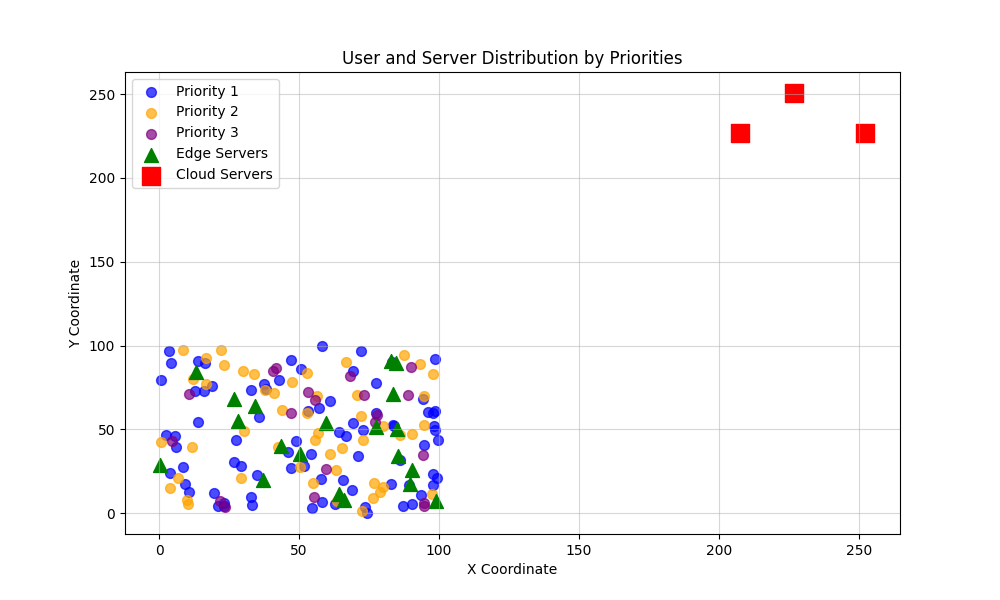 User and Server Distribution by Priorities
Priority 1
Priority 2
Priority 3
Edge Servers
Cloud Servers
Y Coordinate
250
200
150
100
50
0
0 50 100 150 200 250
X Coordinate